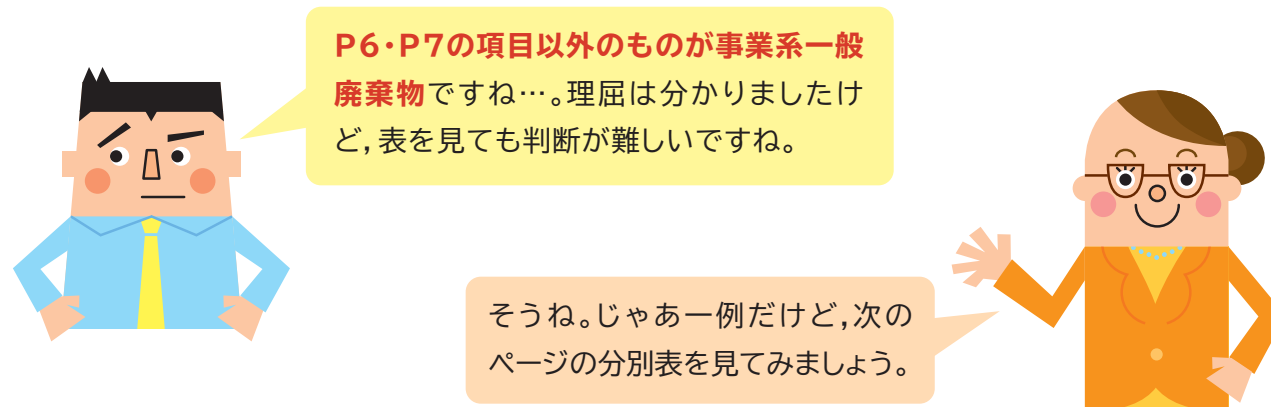 P6・P7の項目以外のものが事業系一般
廃棄物ですね…。理屈は分かりましたけ
ど,表を見ても判断が難しいですね。
そうね。じゃあ一例だけど,次の
ページの分別表を見てみましょう。